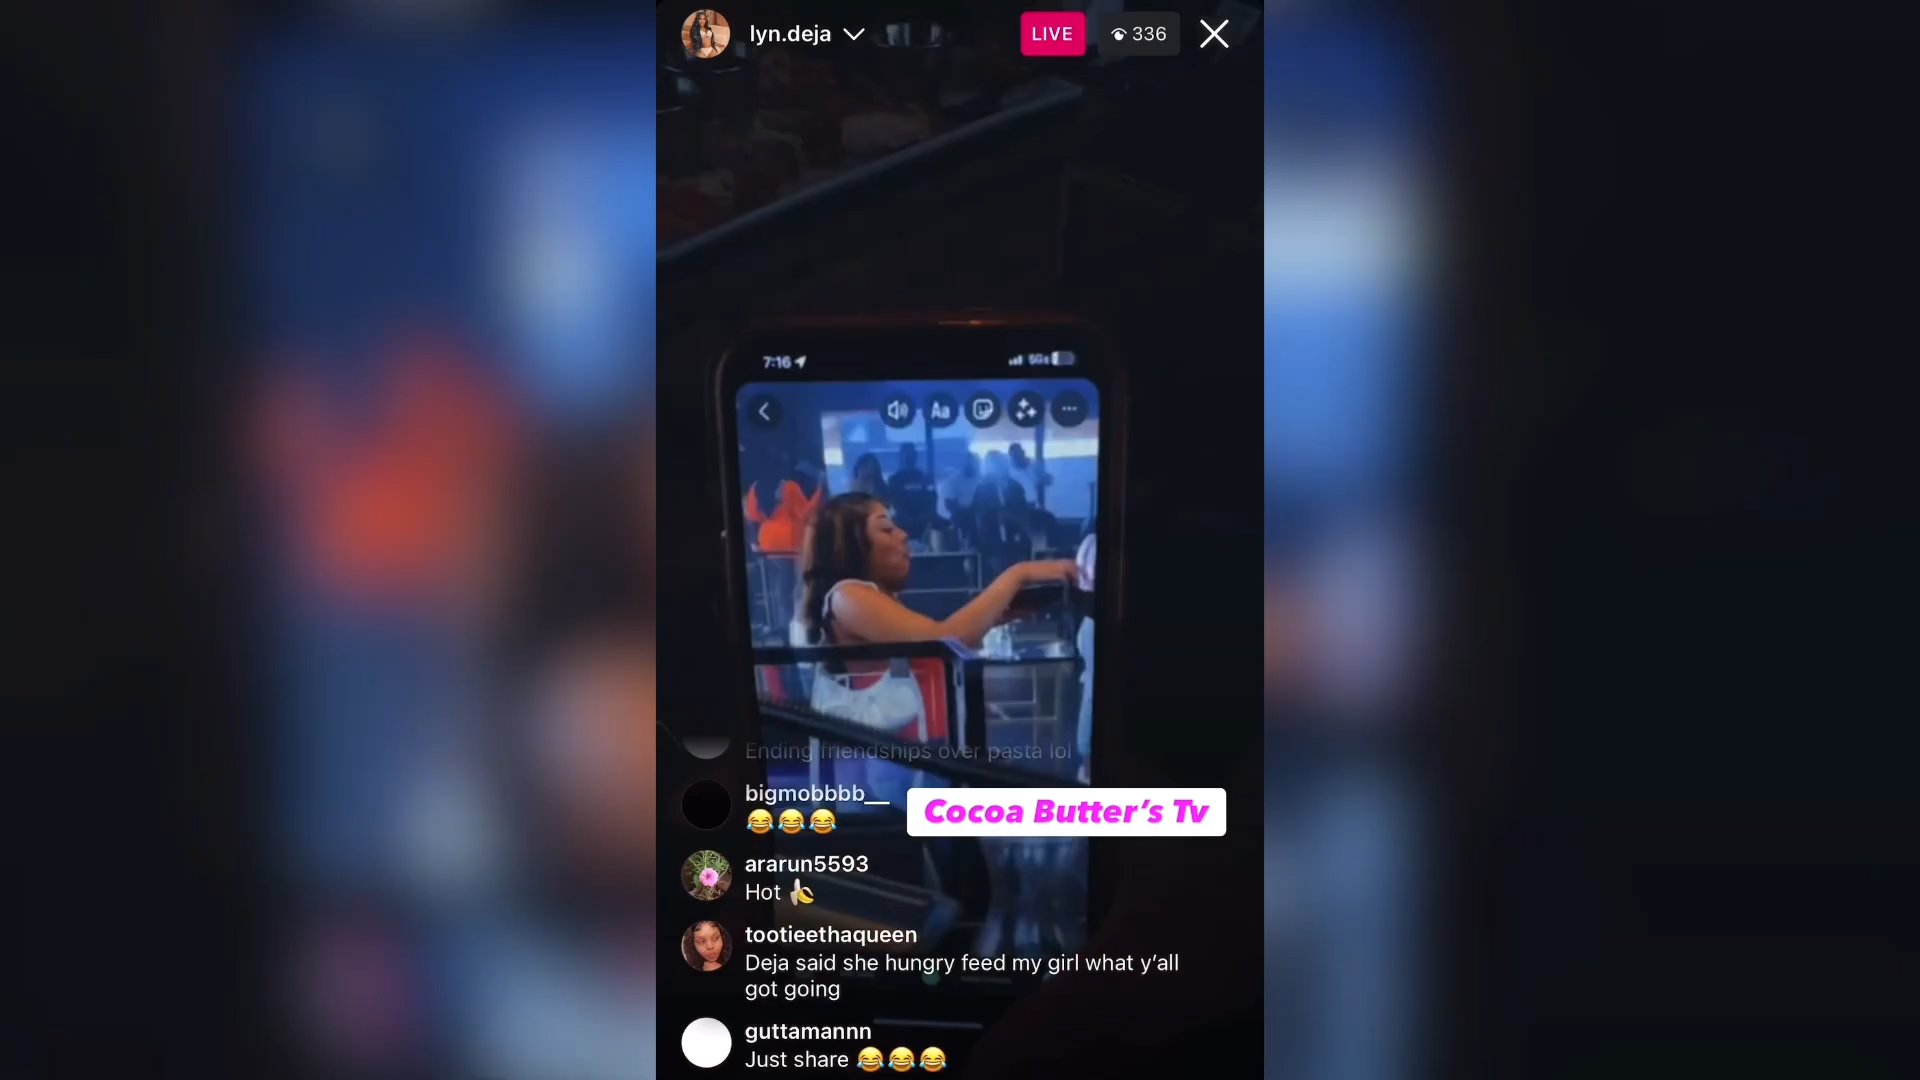 lyn.deja
LIVE
336
7:16
5G
Aa
Ending friendships over pasta lol
bigmobbbb__
😂😂😂
Cocoa Butter's Tv
ararun5593
Hot 🍌
tootieethaqueen
Deja said she hungry feed my girl what y'all
got going
guttamannn
Just share 😂😂😂